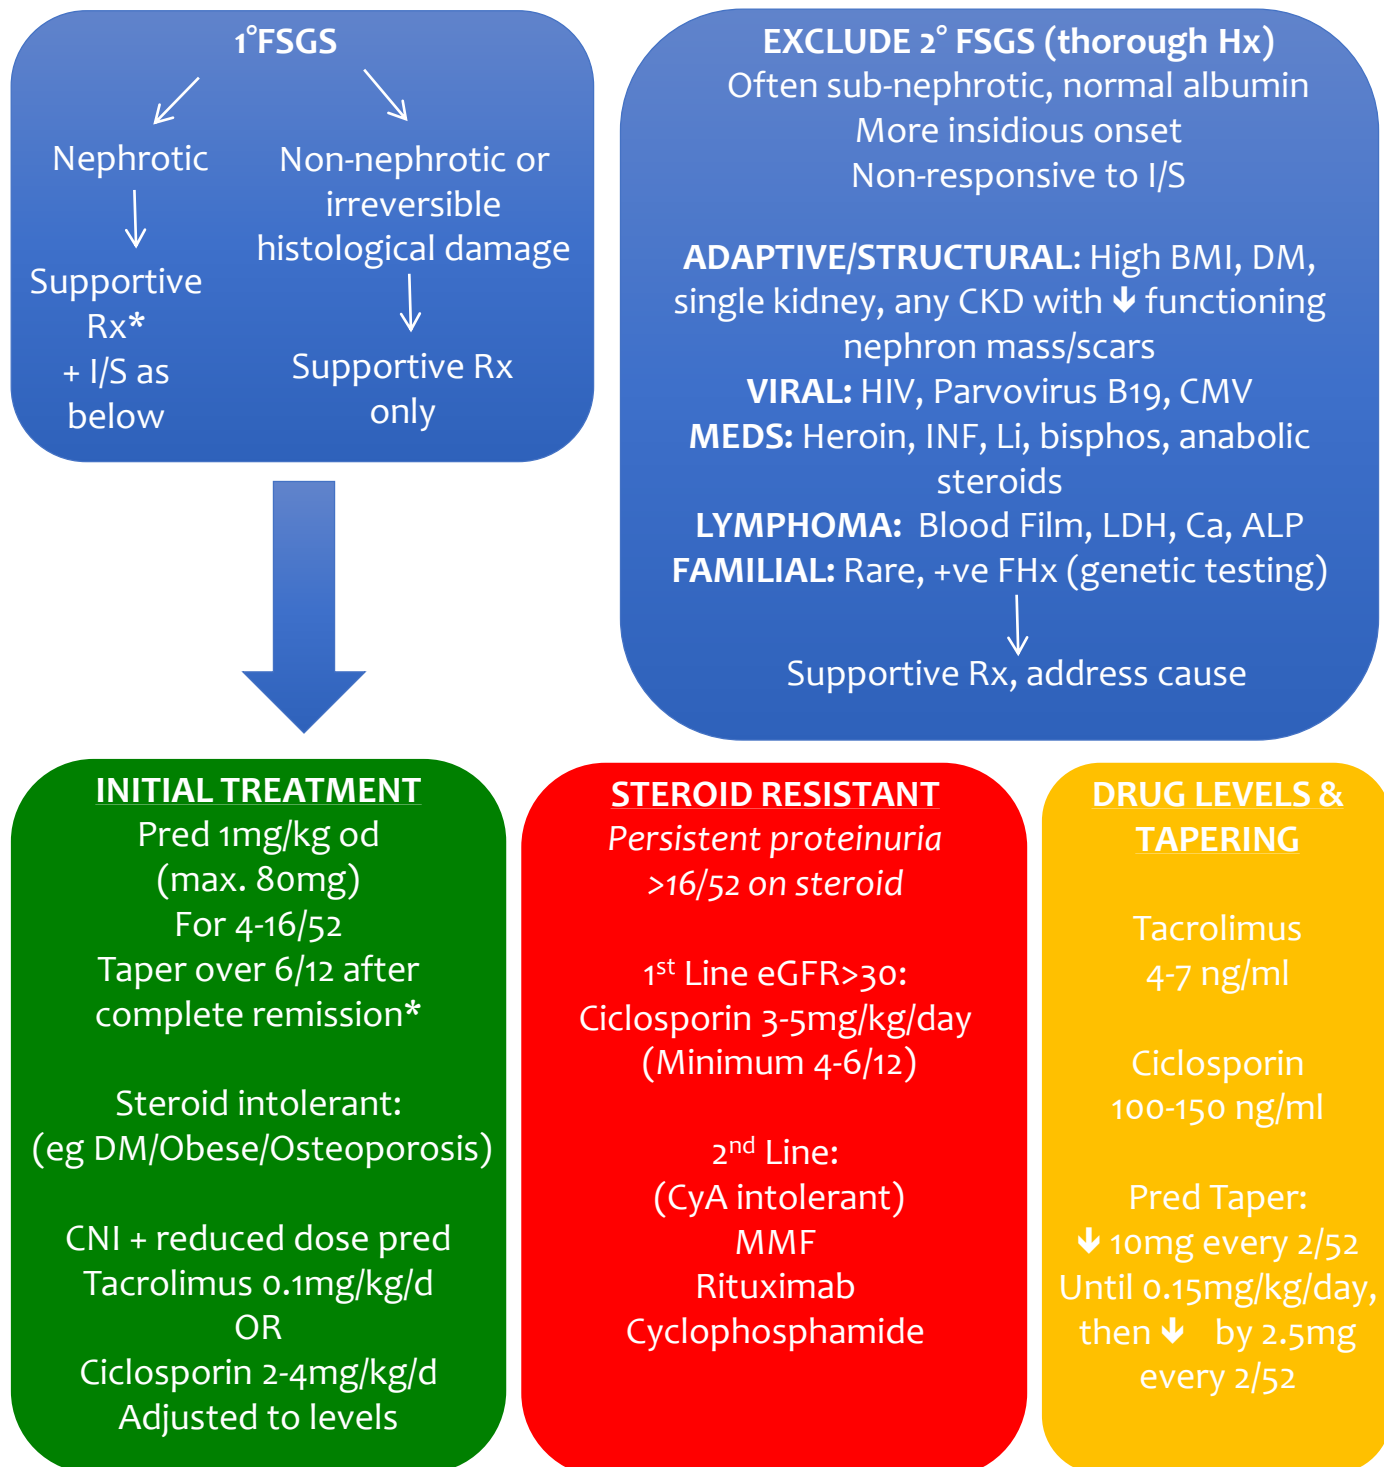 1°FSGS
Nephrotic
Supportive
Rx*
+ I/S as
below
Non-nephrotic or
irreversible
histological damage
Supportive Rx
only
EXCLUDE 2° FSGS (thorough Hx)
Often sub-nephrotic, normal albumin
More insidious onset
Non-responsive to I/S
ADAPTIVE/STRUCTURAL: High BMI, DM,
single kidney, any CKD with ↓ functioning
nephron mass/scars
VIRAL: HIV, Parvovirus B19, CMV
MEDS: Heroin, INF, Li, bisphos, anabolic
steroids
LYMPHOMA: Blood Film, LDH, Ca, ALP
FAMILIAL: Rare, +ve FHx (genetic testing)
Supportive Rx, address cause
INITIAL TREATMENT
Pred 1mg/kg od
(max. 80mg)
For 4-16/52
Taper over 6/12 after
complete remission*
Steroid intolerant:
(eg DM/Obese/Osteoporosis)
CNI + reduced dose pred
Tacrolimus 0.1mg/kg/d
OR
Ciclosporin 2-4mg/kg/d
Adjusted to levels
STEROID RESISTANT
Persistent proteinuria
>16/52 on steroid
1st Line eGFR>30:
Ciclosporin 3-5mg/kg/day
(Minimum 4-6/12)
2nd Line:
(CyA intolerant)
MMF
Rituximab
Cyclophosphamide
DRUG LEVELS &
TAPERING
Tacrolimus
4-7 ng/ml
Ciclosporin
100-150 ng/ml
Pred Taper:
↓ 10mg every 2/52
Until 0.15mg/kg/day,
then ↓ by 2.5mg
every 2/52